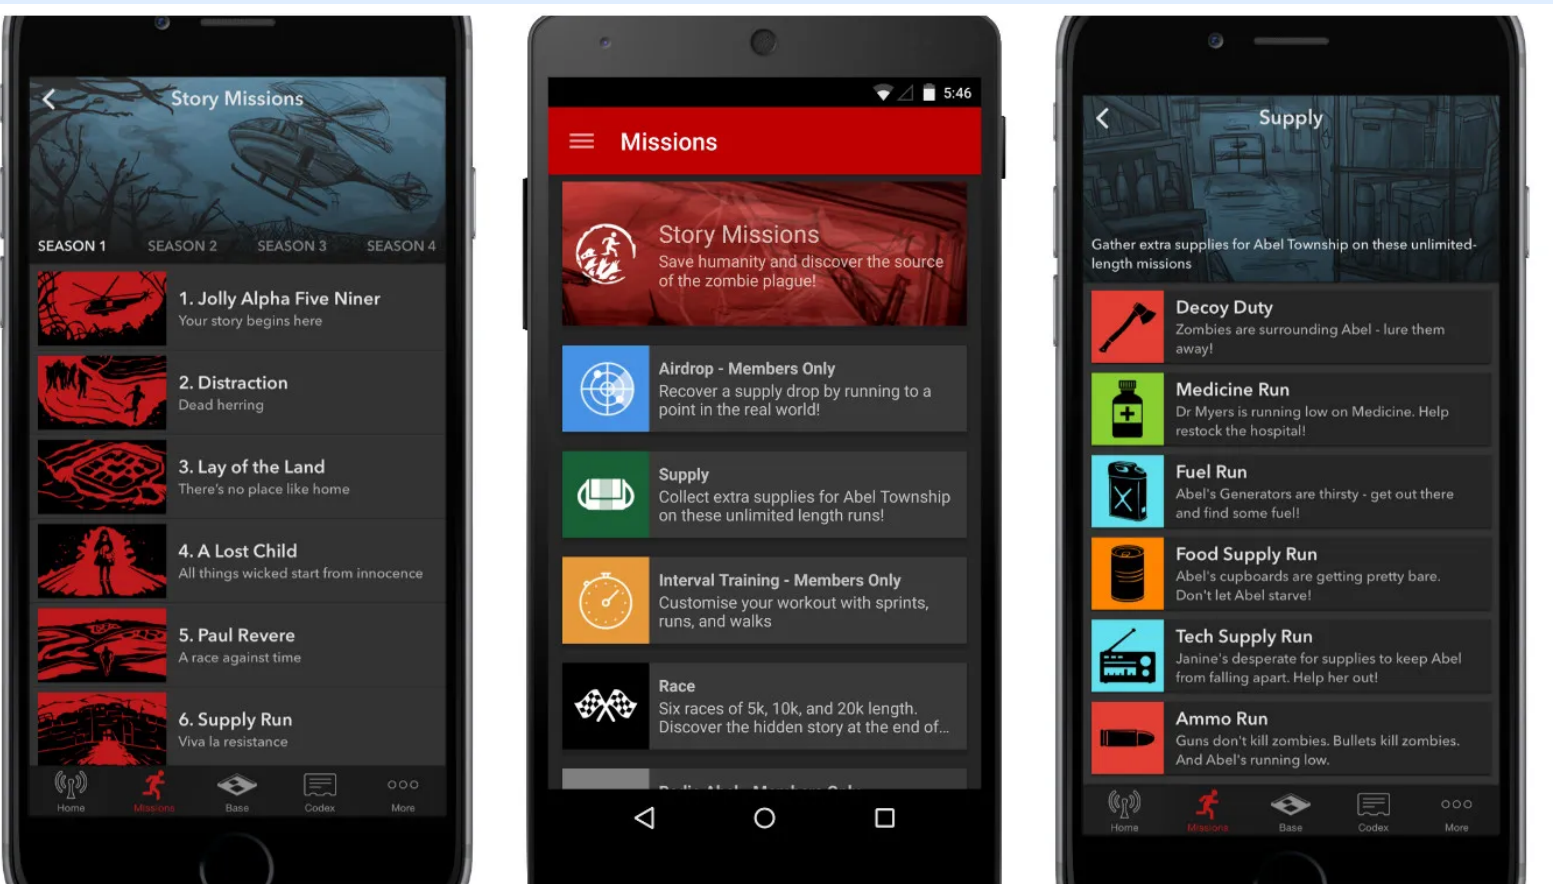 Story Missions
SEASON 1
SEASON 2
SEASON 3
SEASON 4
1. Jolly Alpha Five Niner
Your story begins here
2. Distraction
Dead herring
3. Lay of the Land
There's no place like home
4. A Lost Child
All things wicked start from innocence
5. Paul Revere
A race against time
6. Supply Run
Viva la resistance
Home
Missions
Base
Codex
More
5:46
Missions
Story Missions
Save humanity and discover the source
of the zombie plague!
Airdrop - Members Only
Recover a supply drop by running to a
point in the real world!
Supply
Collect extra supplies for Abel Township
on these unlimited length runs!
Interval Training - Members Only
Customise your workout with sprints,
runs, and walks
Race
Six races of 5k, 10k, and 20k length.
Discover the hidden story at the end of...
Supply
Gather extra supplies for Abel Township on these unlimited-
length missions
Decoy Duty
Zombies are surrounding Abel - lure them
away!
Medicine Run
Dr Myers is running low on Medicine. Help
restock the hospital!
Fuel Run
Abel's Generators are thirsty - get out there
and find some fuel!
Food Supply Run
Abel's cupboards are getting pretty bare.
Don't let Abel starve!
Tech Supply Run
Janine's desperate for supplies to keep Abel
from falling apart. Help her out!
Ammo Run
Guns don't kill zombies. Bullets kill zombies.
And Abel's running low.
Home
Missions
Base
Codex
More